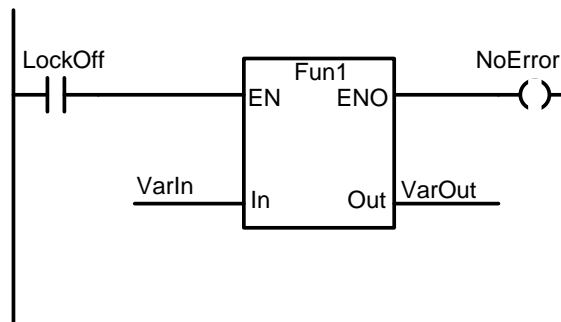 LockOff
Fun1
NoError
EN
ENO
VarIn
In
Out
VarOut